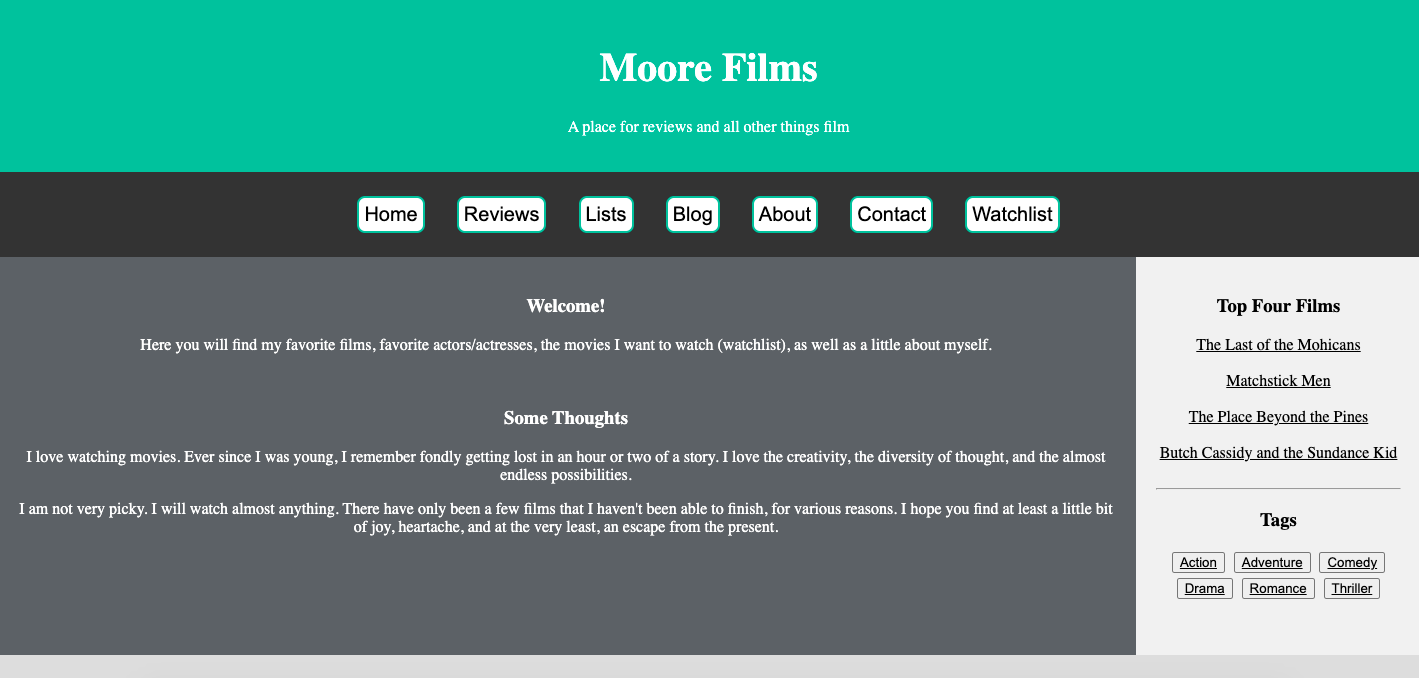 Moore Films
A place for reviews and all other things film
Home Reviews Lists Blog About Contact Watchlist
Welcome!
Here you will find my favorite films, favorite actors/actresses, the movies I want to watch (watchlist), as well as a little about myself.
Some Thoughts
I love watching movies. Ever since I was young, I remember fondly getting lost in an hour or two of a story. I love the creativity, the diversity of thought, and the almost
endless possibilities.
I am not very picky. I will watch almost anything. There have only been a few films that I haven't been able to finish, for various reasons. I hope you find at least a little bit
of joy, heartache, and at the very least, an escape from the present.
Top Four Films
The Last of the Mohicans
Matchstick Men
The Place Beyond the Pines
Butch Cassidy and the Sundance Kid
Tags
Action Adventure Comedy
Drama Romance Thriller